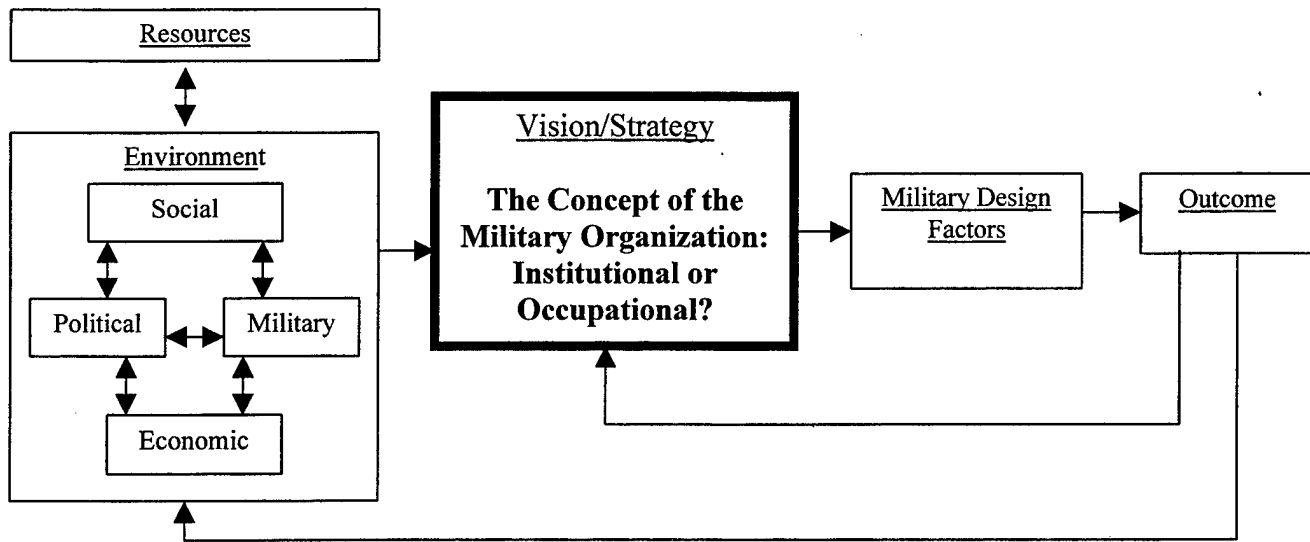 Resources
Environment
Social
Political
Military
Economic
Vision/Strategy
The Concept of the
Military Organization:
Institutional or
Occupational?
Military Design
Factors
Outcome